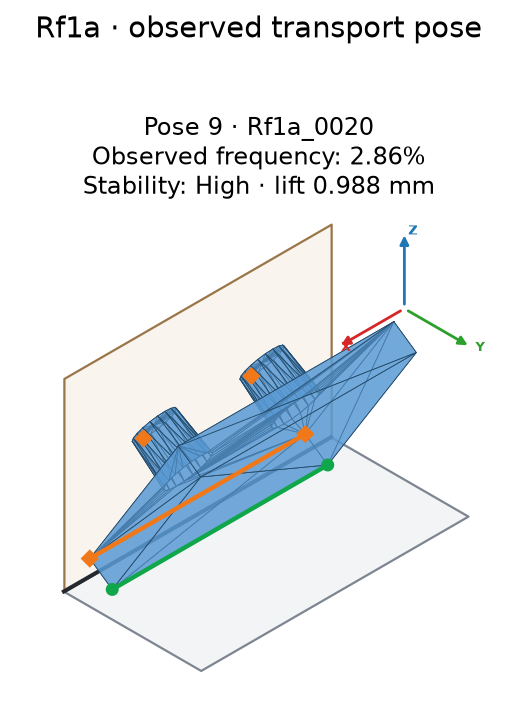 Rf1a · observed transport pose
Pose 9 · Rf1a_0020
Observed frequency: 2.86%
Stability: High · lift 0.988 mm
Z
X
Y